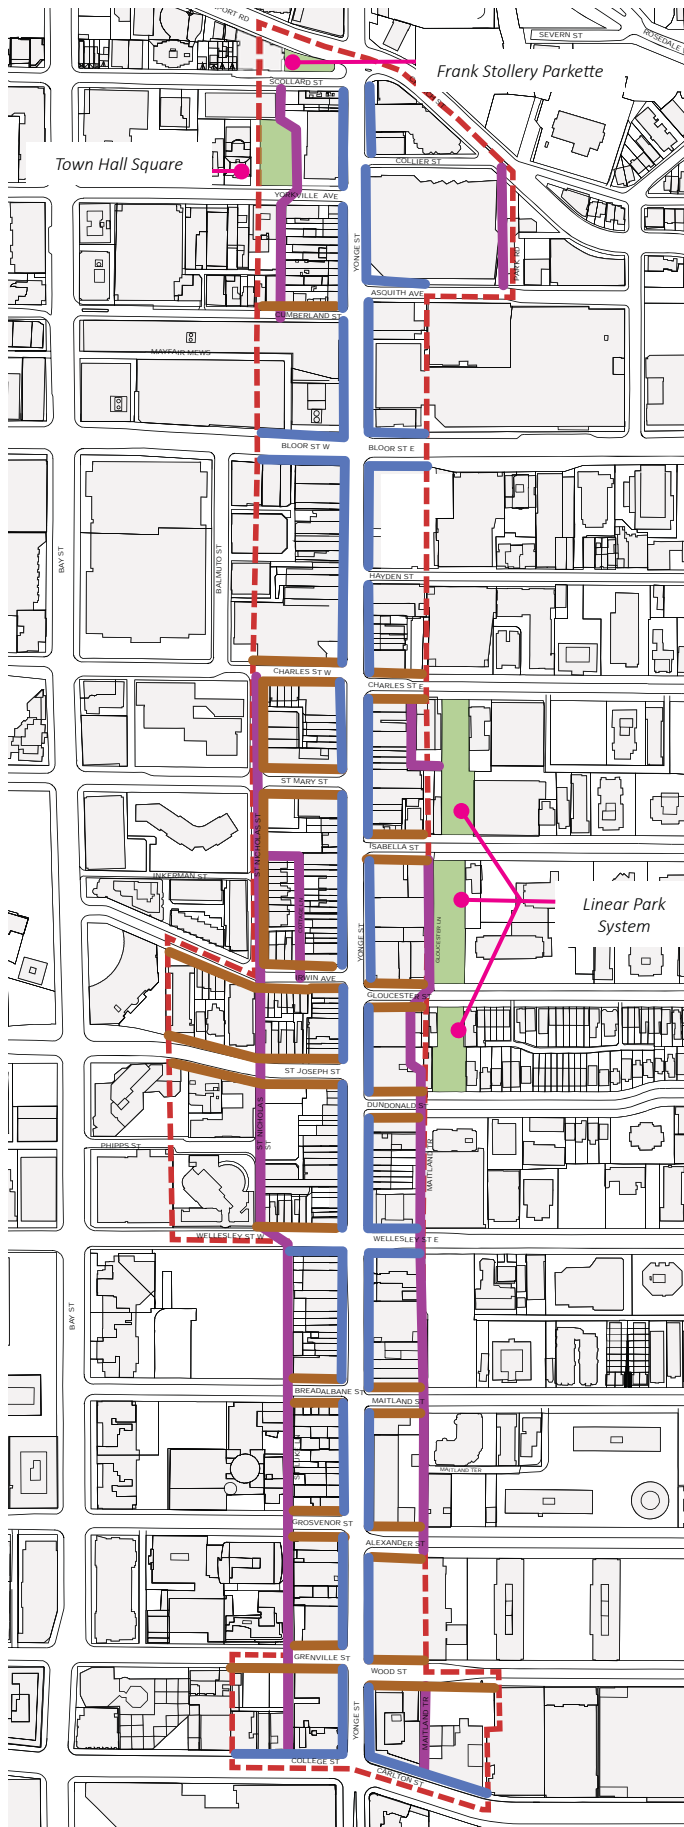 PORT RD
SEVERN ST
ROSEDALE
Frank Stollery Parkette
SCOLLARD ST
Town Hall Square
COLLIER ST
YORKVILLE AVE
YONGE ST
PARK RD
ASQUITH AVE
CUMBERLAND ST
MAYFAIR MEWS
BLOOR ST W
BLOOR ST E
BAY ST
BALMUTO ST
HAYDEN ST
CHARLES ST W
CHARLES ST E
ST MARY ST
ST NICHOLAS ST
ISABELLA ST
INKERMAN ST
Linear Park
System
YONGE ST
GLOUCESTER LN
IRWIN AVE
GLOUCESTER ST
ST JOSEPH ST
DUNDONALD ST
ST NICHOLAS
ST
PHIPPS ST
MAITLAND TR
WELLESLEY ST W
WELLESLEY ST E
BAY ST
BREADALBANE ST
MAITLAND ST
ST LUKE LN
MAITLAND TER
GROSVENOR ST
ALEXANDER ST
GRENVILLE ST
WOOD ST
YONGE ST
MAITLAND TR
COLLEGE ST
CARLTON ST